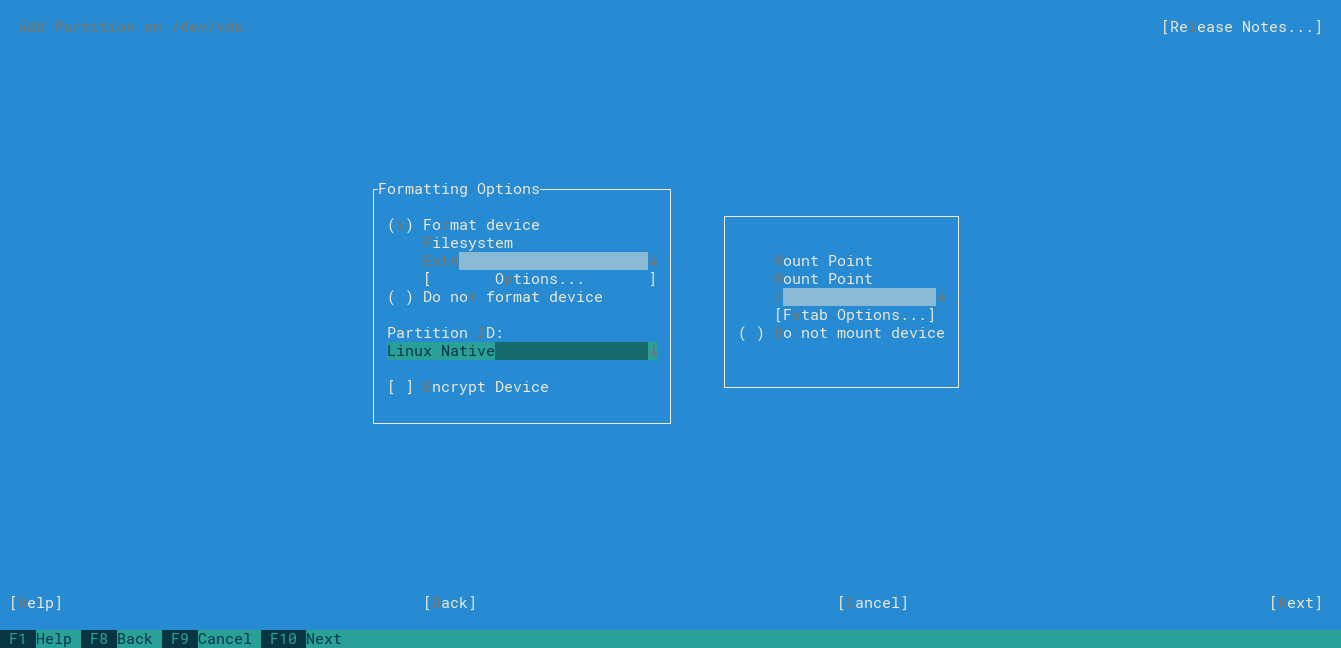 Add Partition on /dev/vdb [Release Notes...]
Formatting Options
(x) Format device
Filesystem
Ext4
[ Options... ]
( ) Do not format device
Partition ID:
Linux Native
[ ] Encrypt Device
Mount Point
Mount Point
[Fstab Options...]
( ) Do not mount device
[Help] [Back] [Cancel] [Next]
F1 Help F8 Back F9 Cancel F10 Next